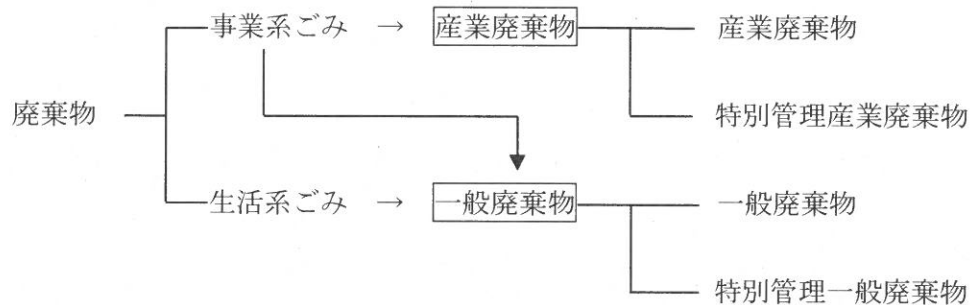 事業系ごみ → 産業廃棄物 産業廃棄物
廃棄物 特別管理産業廃棄物
生活系ごみ → 一般廃棄物 一般廃棄物
特別管理一般廃棄物